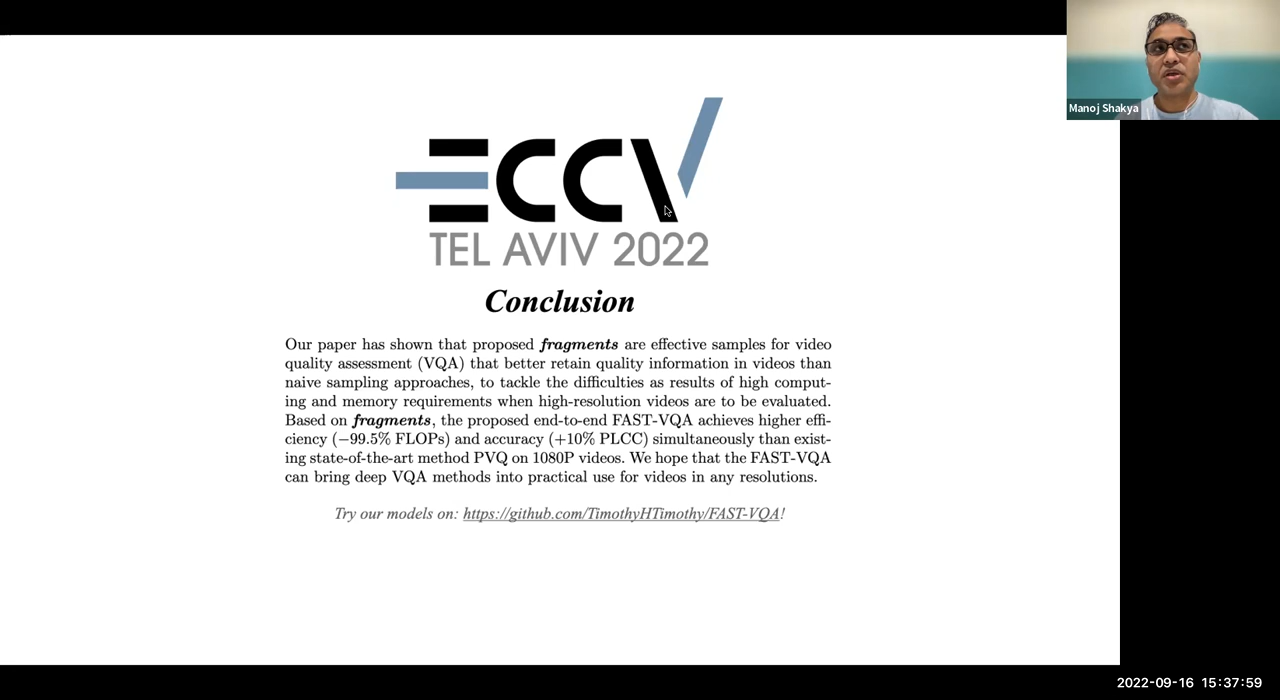 Manoj Shakya
ECCV
TEL AVIV 2022
Conclusion
Our paper has shown that proposed fragments are effective samples for video
quality assessment (VQA) that better retain quality information in videos than
naive sampling approaches, to tackle the difficulties as results of high comput-
ing and memory requirements when high-resolution videos are to be evaluated.
Based on fragments, the proposed end-to-end FAST-VQA achieves higher effi-
ciency (−99.5% FLOPs) and accuracy (+10% PLCC) simultaneously than exist-
ing state-of-the-art method PVQ on 1080P videos. We hope that the FAST-VQA
can bring deep VQA methods into practical use for videos in any resolutions.
Try our models on: https://github.com/TimothyHTimothy/FAST-VQA!
2022-09-16 15:37:59